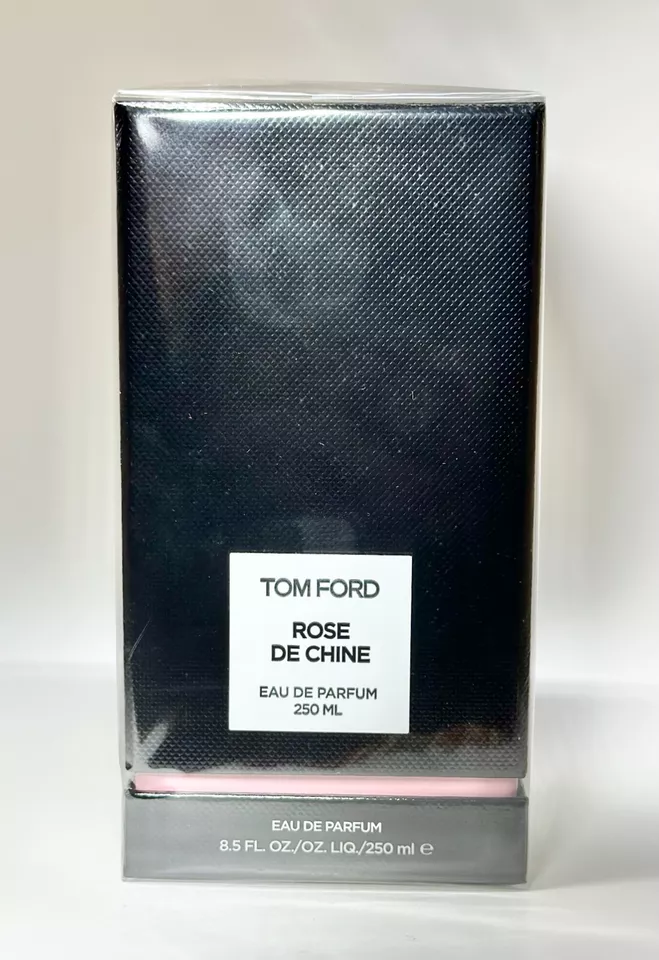 TOM FORD
ROSE
DE CHINE
EAU DE PARFUM
250 ML
EAU DE PARFUM
8.5 FL. OZ./OZ. LIQ./250 ml ℮